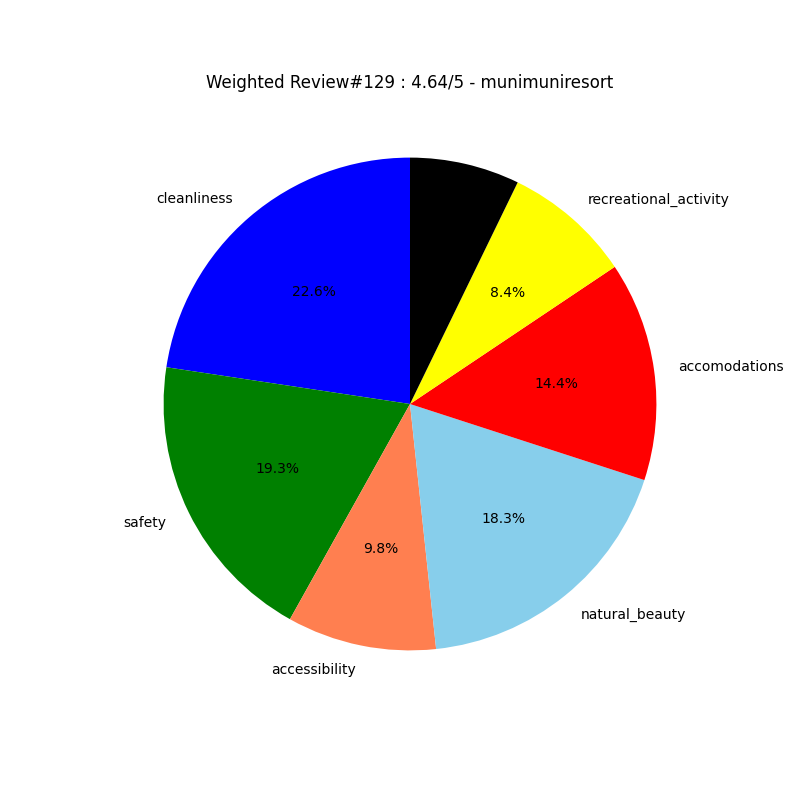 Weighted Review#129 : 4.64/5 - munimuniresort
cleanliness
recreational_activity
22.6%
8.4%
accomodations
14.4%
19.3%
18.3%
safety
9.8%
natural_beauty
accessibility